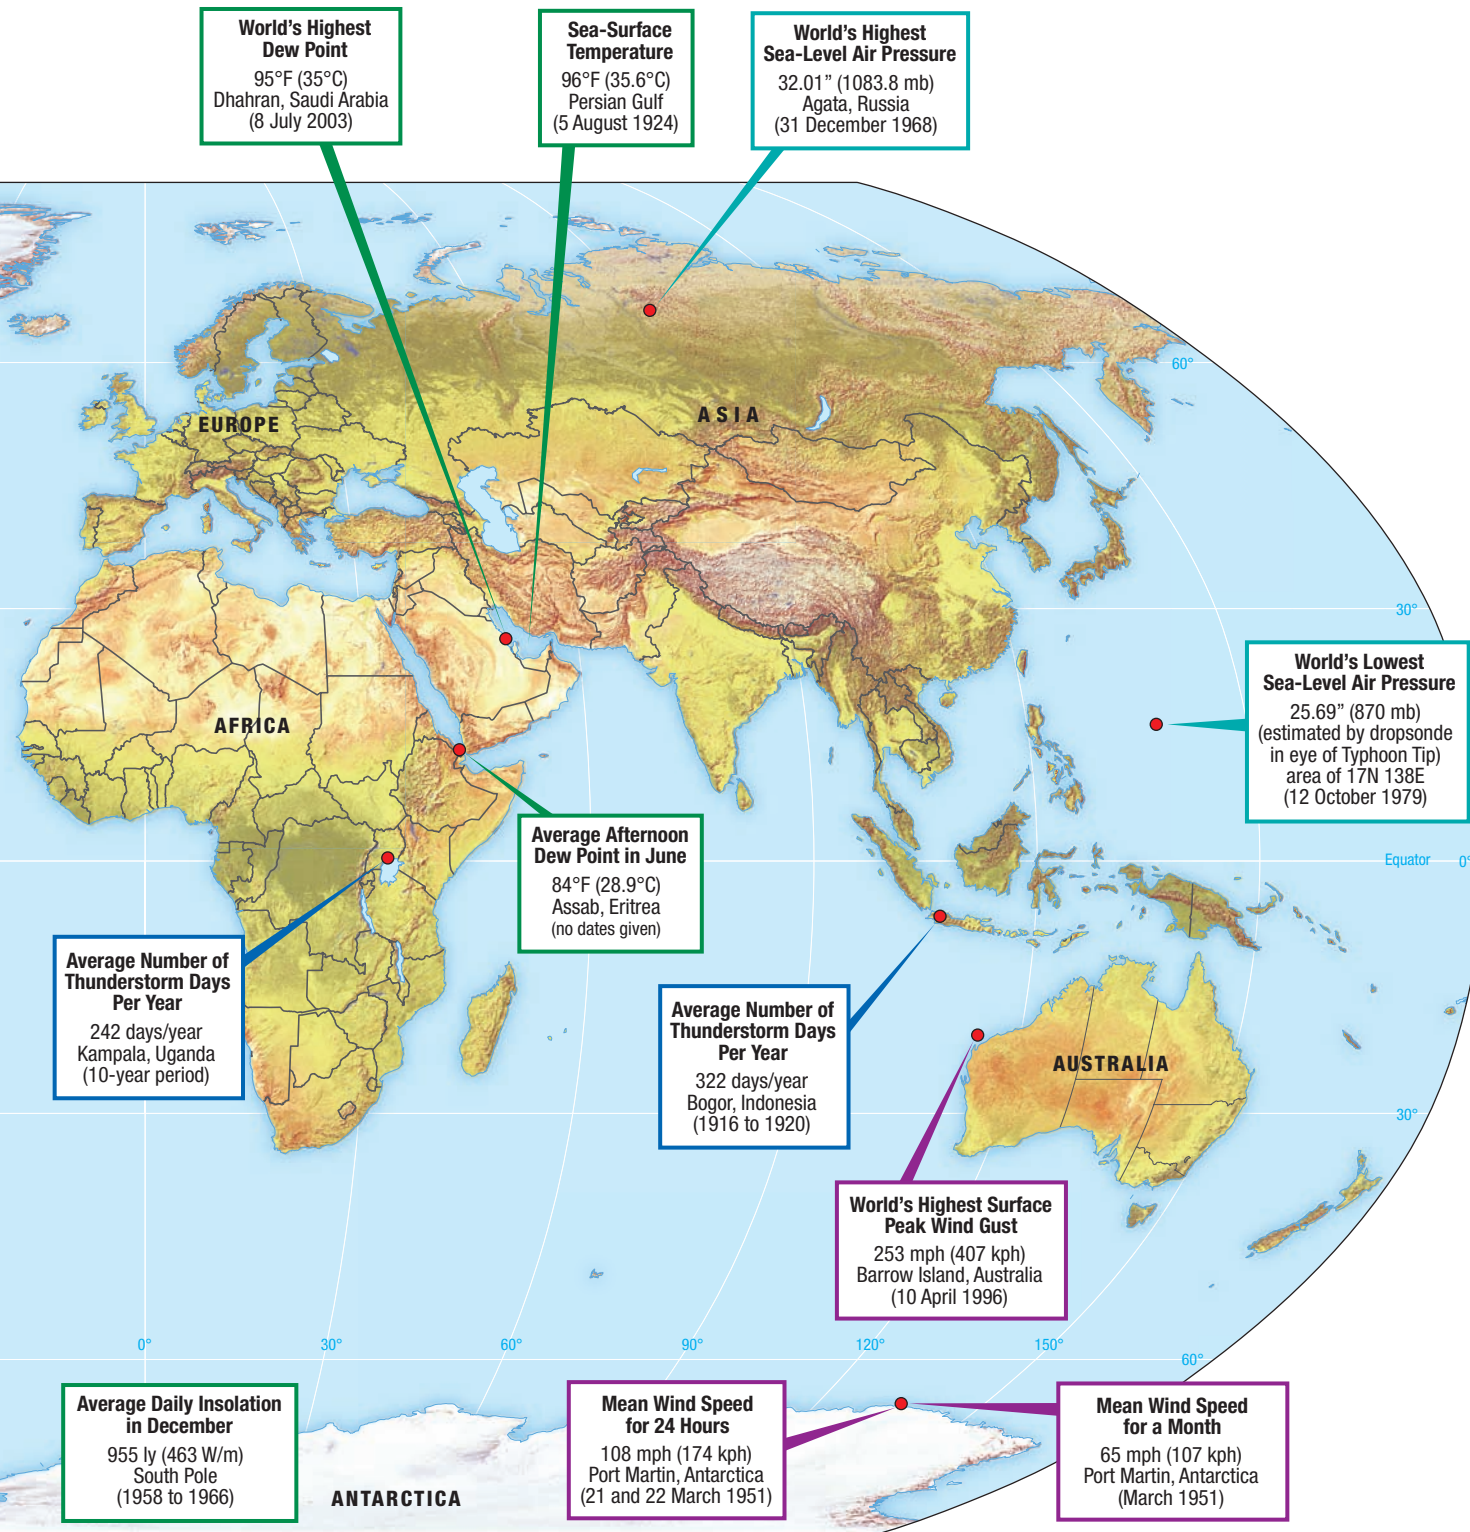 World's Highest
Dew Point
95°F (35°C)
Dhahran, Saudi Arabia
(8 July 2003)
Sea-Surface
Temperature
96°F (35.6°C)
Persian Gulf
(5 August 1924)
World's Highest
Sea-Level Air Pressure
32.01” (1083.8 mb)
Agata, Russia
(31 December 1968)
60°
ASIA
EUROPE
30°
World's Lowest
Sea-Level Air Pressure
25.69” (870 mb)
(estimated by dropsonde
in eye of Typhoon Tip)
area of 17N 138E
(12 October 1979)
AFRICA
Average Afternoon
Dew Point in June
84°F (28.9°C)
Assab, Eritrea
(no dates given)
Equator 0°
Average Number of
Thunderstorm Days
Per Year
242 days/year
Kampala, Uganda
(10-year period)
Average Number of
Thunderstorm Days
Per Year
322 days/year
Bogor, Indonesia
(1916 to 1920)
AUSTRALIA
30°
World's Highest Surface
Peak Wind Gust
253 mph (407 kph)
Barrow Island, Australia
(10 April 1996)
0° 30° 60° 90° 120° 150°
60°
Average Daily Insolation
in December
955 ly (463 W/m)
South Pole
(1958 to 1966)
ANTARCTICA
Mean Wind Speed
for 24 Hours
108 mph (174 kph)
Port Martin, Antarctica
(21 and 22 March 1951)
Mean Wind Speed
for a Month
65 mph (107 kph)
Port Martin, Antarctica
(March 1951)